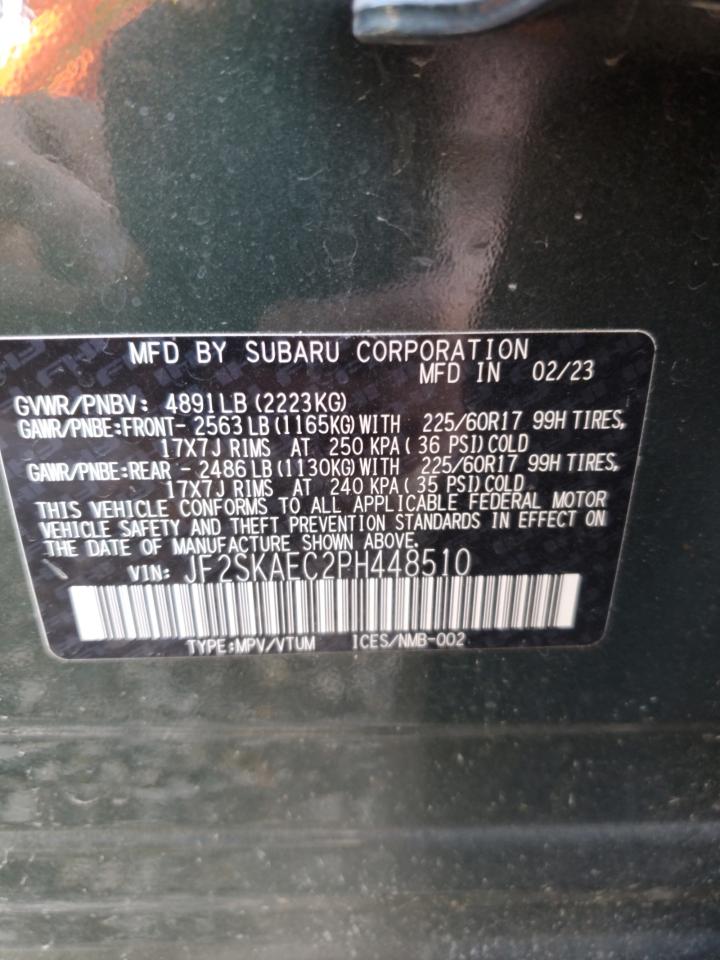 MFD BY SUBARU CORPORATION
MFD IN 02/23
GVWR/PNBV: 4891LB (2223KG)
GAWR/PNBE:FRONT- 2563 LB (1165KG) WITH 225/60R17 99H TIRES,
17X7J RIMS AT 250 KPA ( 36 PSI) COLD
GAWR/PNBE:REAR - 2486 LB (1130KG) WITH 225/60R17 99H TIRES,
17X7J RIMS AT 240 KPA ( 35 PSI) COLD
THIS VEHICLE CONFORMS TO ALL APPLICABLE FEDERAL MOTOR
VEHICLE SAFETY AND THEFT PREVENTION STANDARDS IN EFFECT ON
THE DATE OF MANUFACTURE SHOWN ABOVE.
VIN: JF2SKAEC2PH448510
TYPE:MPV/VTUM ICES/NMB-002